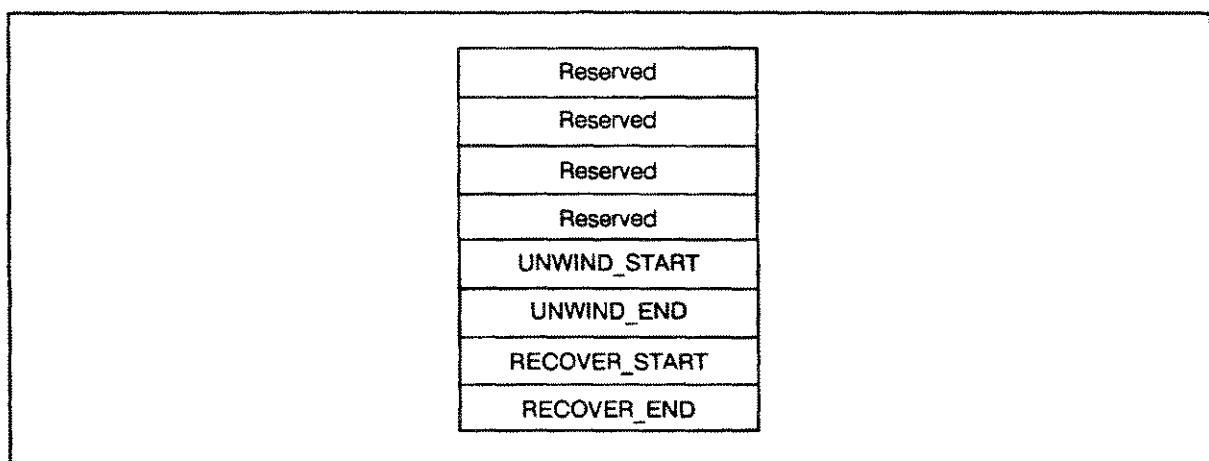 Reserved
Reserved
Reserved
Reserved
UNWIND_START
UNWIND_END
RECOVER_START
RECOVER_END